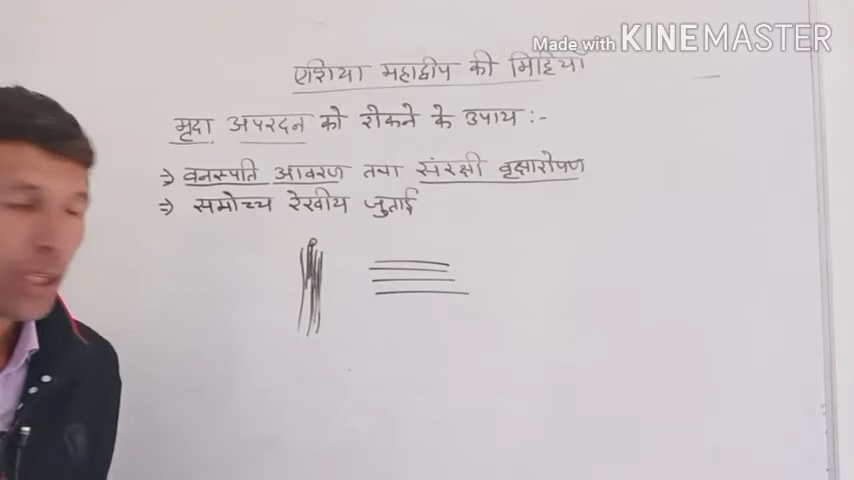 Made with KINEMASTER
एशिया महाद्वीप की मिट्टियाँ
मृदा अपरदन को रोकने के उपाय :-
⇒ वनस्पति आवरण तथा संरक्षी वृक्षारोपण
⇒ समोच्च रेखीय जुताई